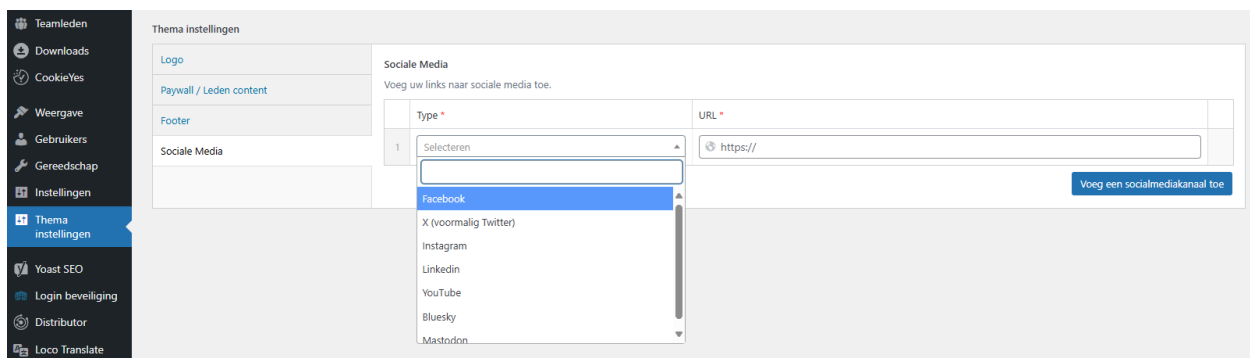 Teamleden
Downloads
CookieYes
Weergave
Gebruikers
Gereedschap
Instellingen
Thema
instellingen
Yoast SEO
Login beveiliging
Distributor
Loco Translate
Thema instellingen
Logo
Paywall / Leden content
Footer
Sociale Media
Sociale Media
Voeg uw links naar sociale media toe.
Type * URL *
1 Selecteren https://
Facebook
X (voormalig Twitter)
Instagram
Linkedin
YouTube
Bluesky
Mastodon
Voeg een socialmediakanaal toe